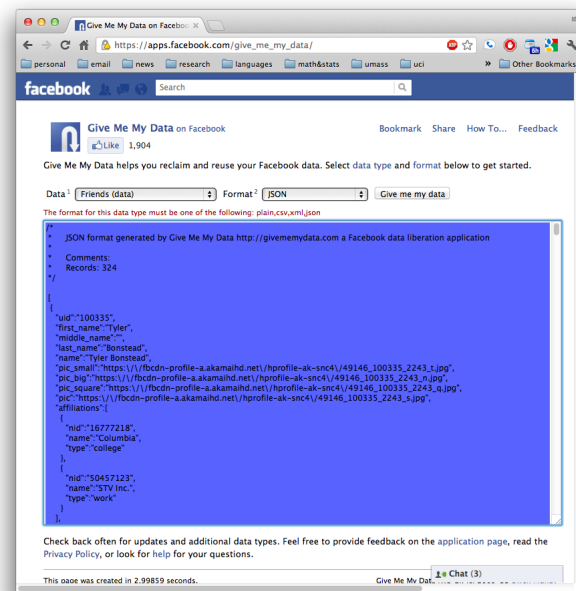 Give Me My Data on Faceboo
https://apps.facebook.com/give_me_my_data/
personal email news research languages math&stats umass uci » Other Bookmarks
facebook Search
Give Me My Data on Facebook
Bookmark Share How To... Feedback
Like 1,904
Give Me My Data helps you reclaim and reuse your Facebook data. Select data type and format below to get started.
Data 1 Friends (data) Format 2 JSON Give me my data
The format for this data type must be one of the following: plain,csv,xml,json
/*
* JSON format generated by Give Me My Data http://givememydata.com a Facebook data liberation application
*
* Comments:
* Records: 324
*/
[
{
"uid":"100335",
"first_name":"Tyler",
"middle_name":"",
"last_name":"Bonstead",
"name":"Tyler Bonstead",
"pic_small":"https:\/\/fbcdn-profile-a.akamaihd.net\/hprofile-ak-snc4\/49146_100335_2243_t.jpg",
"pic_big":"https:\/\/fbcdn-profile-a.akamaihd.net\/hprofile-ak-snc4\/49146_100335_2243_n.jpg",
"pic_square":"https:\/\/fbcdn-profile-a.akamaihd.net\/hprofile-ak-snc4\/49146_100335_2243_q.jpg",
"pic":"https:\/\/fbcdn-profile-a.akamaihd.net\/hprofile-ak-snc4\/49146_100335_2243_s.jpg",
"affiliations":[
{
"nid":"16777218",
"name":"Columbia",
"type":"college"
},
{
"nid":"50457123",
"name":"STV Inc.",
"type":"work"
}
],
Check back often for updates and additional data types. Feel free to provide feedback on the application page, read the
Privacy Policy, or look for help for your questions.
Chat (3)
This page was created in 2.99859 seconds. Give Me My